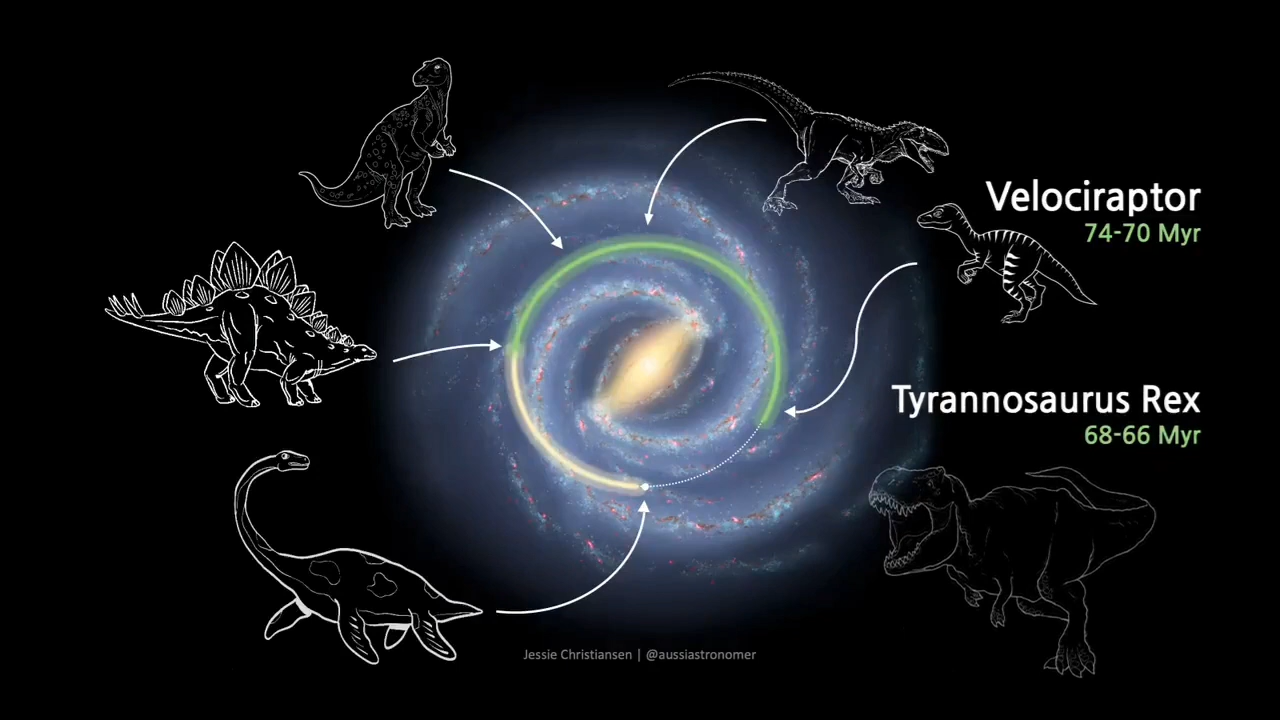 Velociraptor
74-70 Myr
Tyrannosaurus Rex
68-66 Myr
Jessie Christiansen | @aussiastronomer